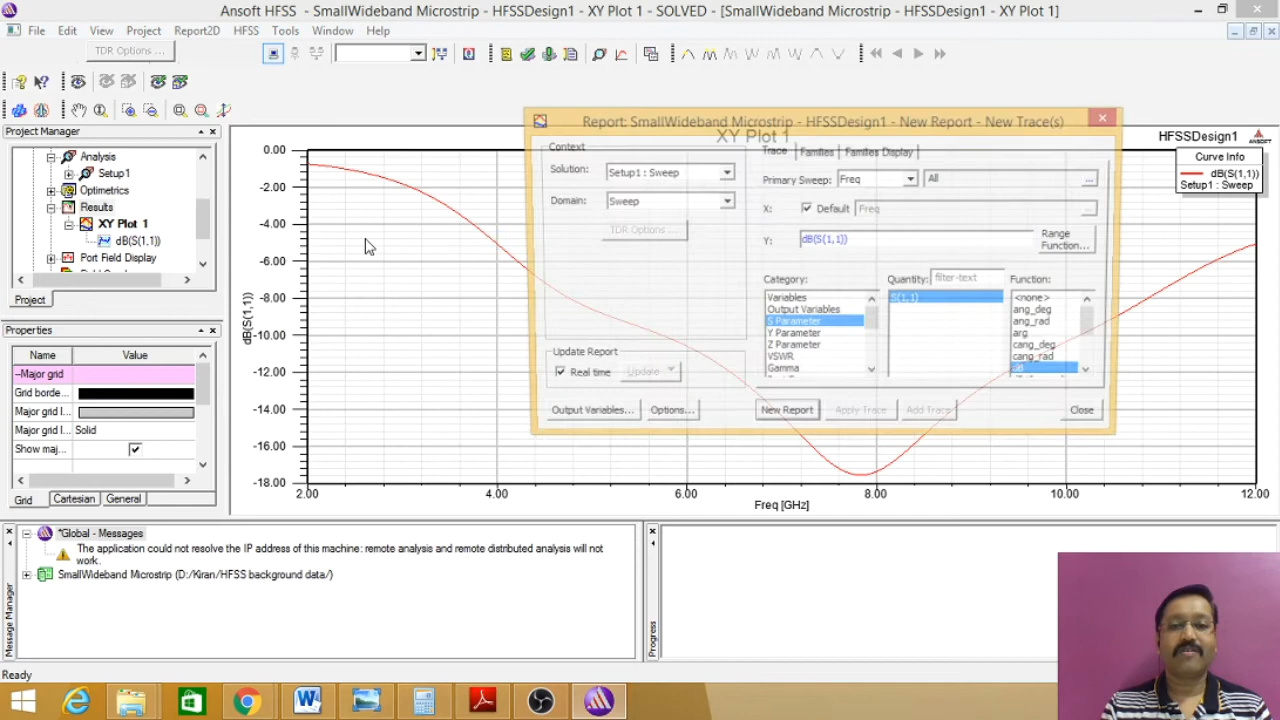 Ansoft HFSS - SmallWideband Microstrip - HFSSDesign1 - XY Plot 1 - SOLVED - [SmallWideband Microstrip - HFSSDesign1 - XY Plot 1]
File Edit View Project Report2D HFSS Tools Window Help
TDR Options ...
Project Manager
Analysis
Setup1
Optimetrics
Results
XY Plot 1
dB(S(1,1))
Port Field Display
Project
Properties
Name Value
--Major grid
Grid borde...
Major grid l...
Major grid l... Solid
Show maj...
Grid Cartesian General
Report: SmallWideband Microstrip - HFSSDesign1 - New Report - New Trace(s)
XY Plot 1
Context
Solution: Setup1 : Sweep
Domain: Sweep
TDR Options ...
Update Report
Real time Update
Output Variables... Options...
Trace Families Families Display
Primary Sweep: Freq All ...
X: Default Freq ...
Y: dB(S(1,1)) Range Function...
Category: Quantity: filter-text Function:
Variables
Output Variables
S Parameter
Y Parameter
Z Parameter
VSWR
Gamma
S(1,1)
<none>
ang_deg
ang_rad
arg
cang_deg
cang_rad
dB
New Report Apply Trace Add Trace Close
HFSSDesign1
ANSOFT
Curve Info
dB(S(1,1))
Setup1 : Sweep
dB(S(1,1))
0.00
-2.00
-4.00
-6.00
-8.00
-10.00
-12.00
-14.00
-16.00
-18.00
2.00 4.00 6.00 8.00 10.00 12.00
Freq [GHz]
Message Manager
*Global - Messages
The application could not resolve the IP address of this machine: remote analysis and remote distributed analysis will not
work.
SmallWideband Microstrip (D:/Kiran/HFSS background data/)
Progress
Ready